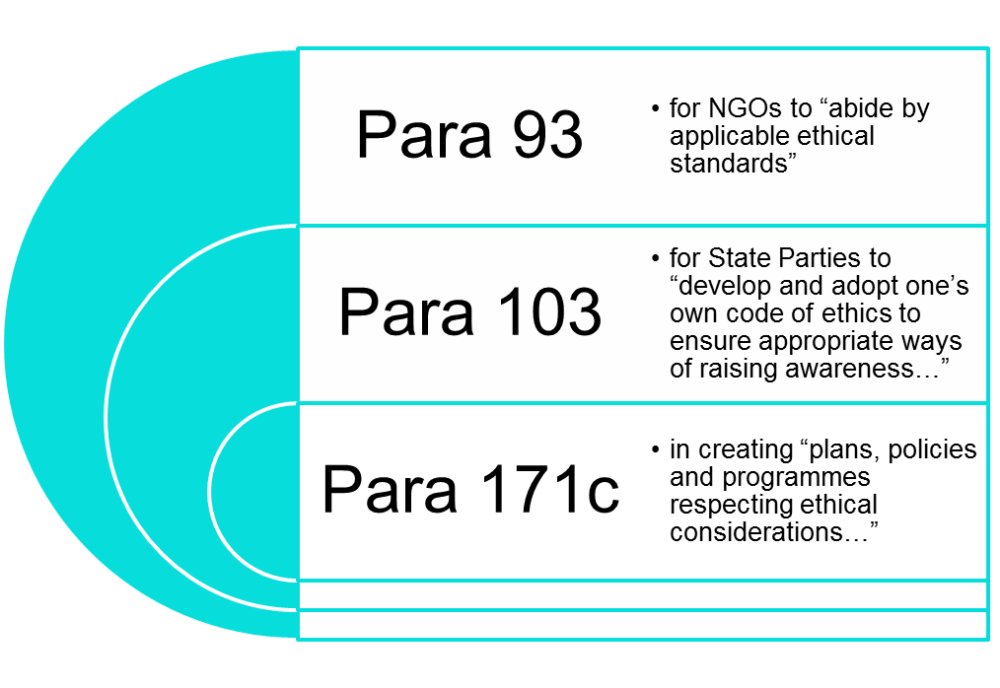 Para 93
• for NGOs to “abide by
applicable ethical
standards”
Para 103
• for State Parties to
“develop and adopt one’s
own code of ethics to
ensure appropriate ways
of raising awareness…”
Para 171c
• in creating “plans, policies
and programmes
respecting ethical
considerations…”